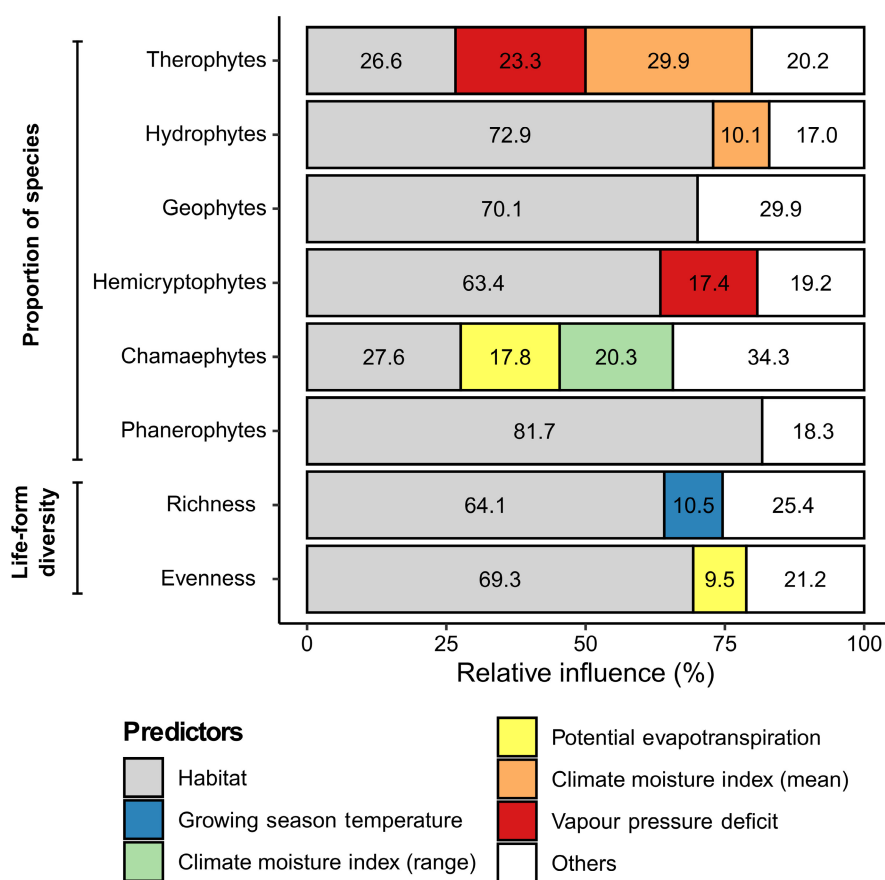 Proportion of species
Therophytes 26.6 23.3 29.9 20.2
Hydrophytes 72.9 10.1 17.0
Geophytes 70.1 29.9
Hemicryptophytes 63.4 17.4 19.2
Chamaephytes 27.6 17.8 20.3 34.3
Phanerophytes 81.7 18.3
Life-form
diversity
Richness 64.1 10.5 25.4
Evenness 69.3 9.5 21.2
0 25 50 75 100
Relative influence (%)
Predictors
Habitat
Growing season temperature
Climate moisture index (range)
Potential evapotranspiration
Climate moisture index (mean)
Vapour pressure deficit
Others